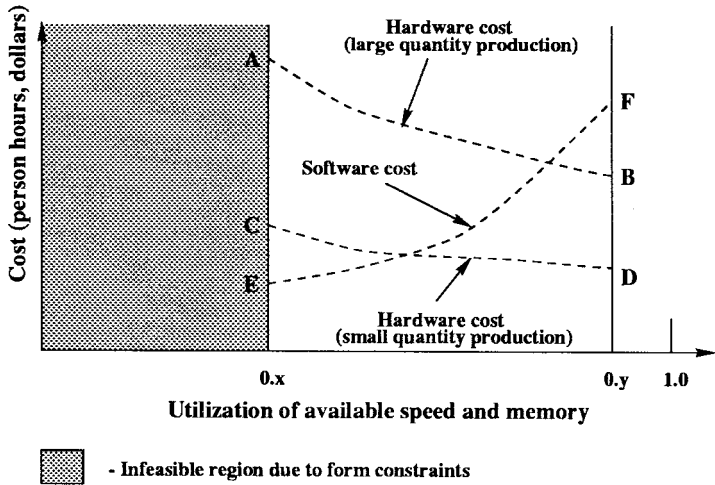 Hardware cost
(large quantity production)
A
F
Cost (person hours, dollars)
Software cost
B
C
E
D
Hardware cost
(small quantity production)
0.x
0.y
1.0
Utilization of available speed and memory
- Infeasible region due to form constraints